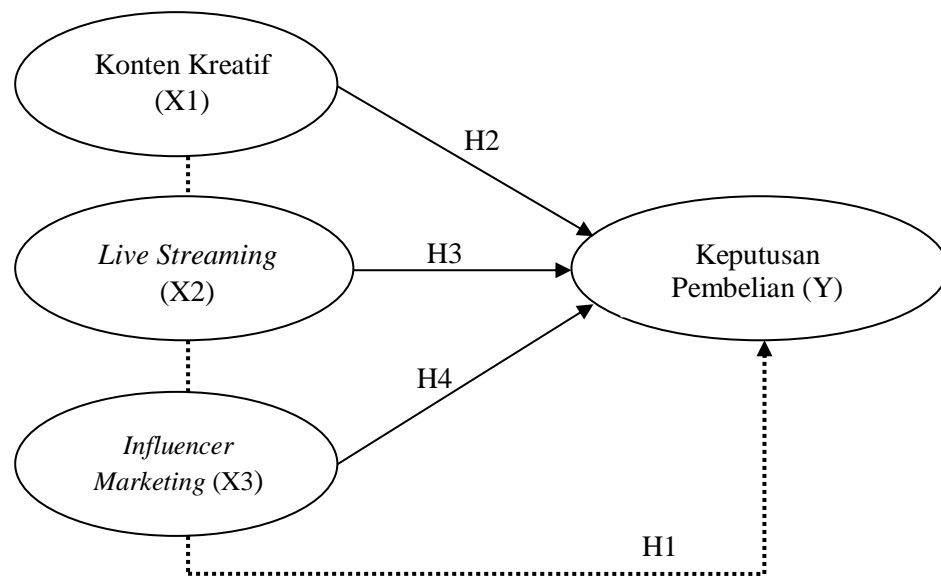 Konten Kreatif
(X1)
H2
Live Streaming
(X2)
H3
Keputusan
Pembelian (Y)
H4
Influencer
Marketing (X3)
H1